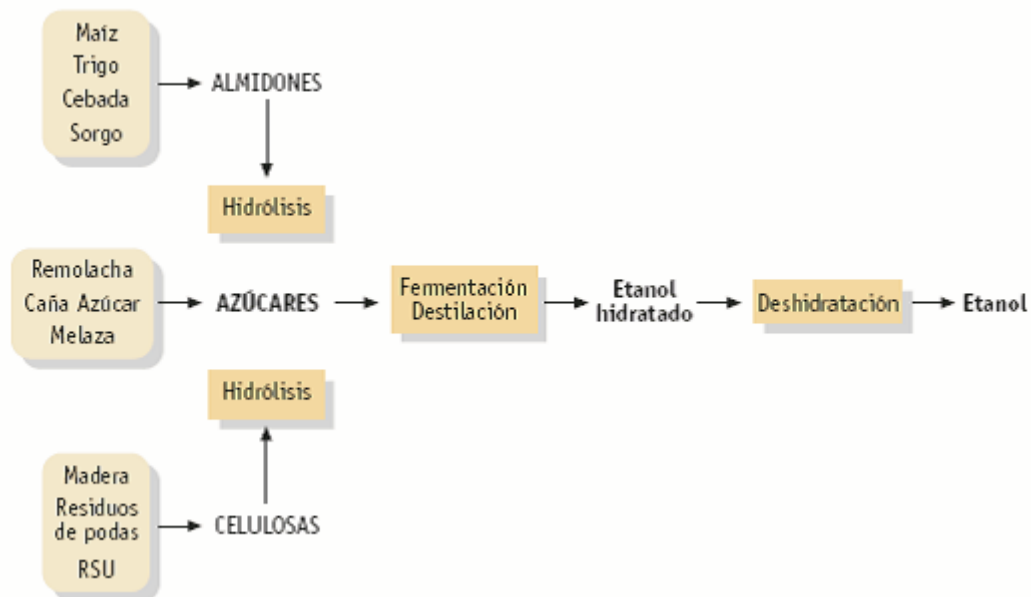 Maíz
Trigo
Cebada
Sorgo
ALMIDONES
Hidrólisis
Remolacha
Caña Azúcar
Melaza
AZÚCARES
Fermentación
Destilación
Etanol
hidratado
Deshidratación
Etanol
Hidrólisis
Madera
Residuos
de podas
RSU
CELULOSAS